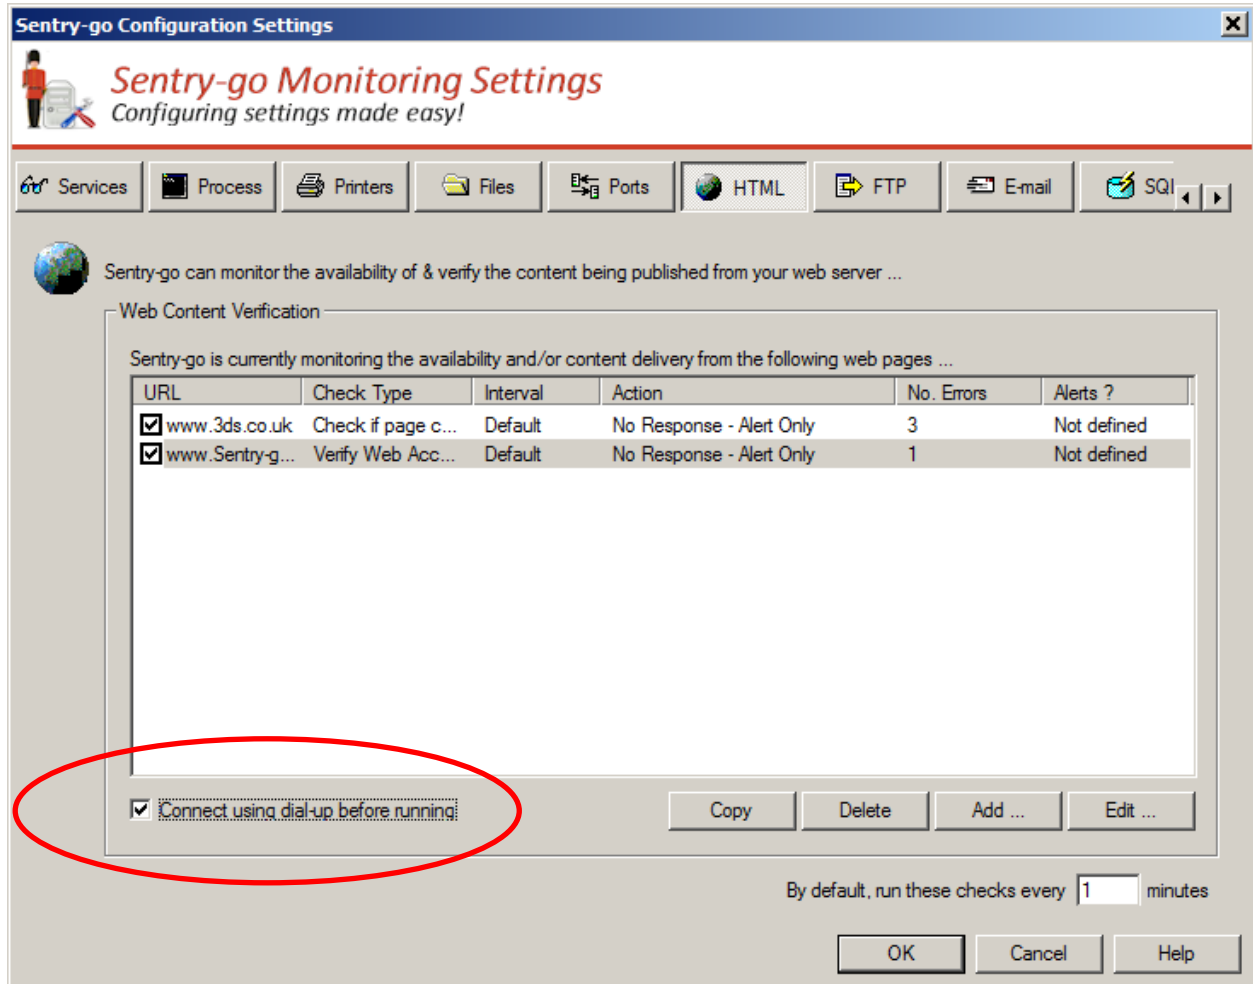 Sentry-go Configuration Settings
Sentry-go Monitoring Settings
Configuring settings made easy!
Services Process Printers Files Ports HTML FTP E-mail SQL
Sentry-go can monitor the availability of & verify the content being published from your web server ...
Web Content Verification
Sentry-go is currently monitoring the availability and/or content delivery from the following web pages ...
URL Check Type Interval Action No. Errors Alerts ?
www.3ds.co.uk Check if page c... Default No Response - Alert Only 3 Not defined
www.Sentry-g... Verify Web Acc... Default No Response - Alert Only 1 Not defined
Connect using dial-up before running Copy Delete Add ... Edit ...
By default, run these checks every 1 minutes
OK Cancel Help